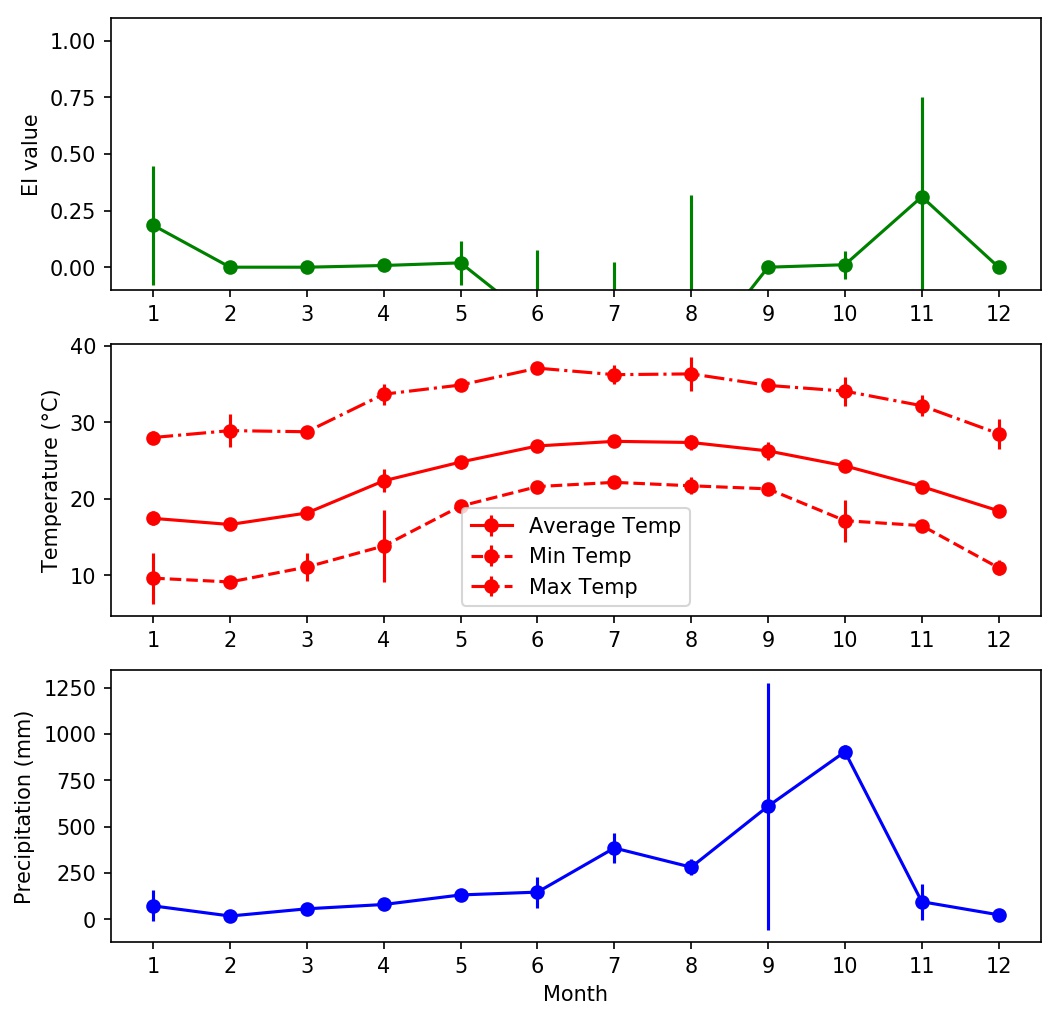 EI value
1.00
0.75
0.50
0.25
0.00
1 2 3 4 5 6 7 8 9 10 11 12
Temperature (°C)
40
30
20
10
Average Temp
Min Temp
Max Temp
1 2 3 4 5 6 7 8 9 10 11 12
Precipitation (mm)
1250
1000
750
500
250
0
1 2 3 4 5 6 7 8 9 10 11 12
Month